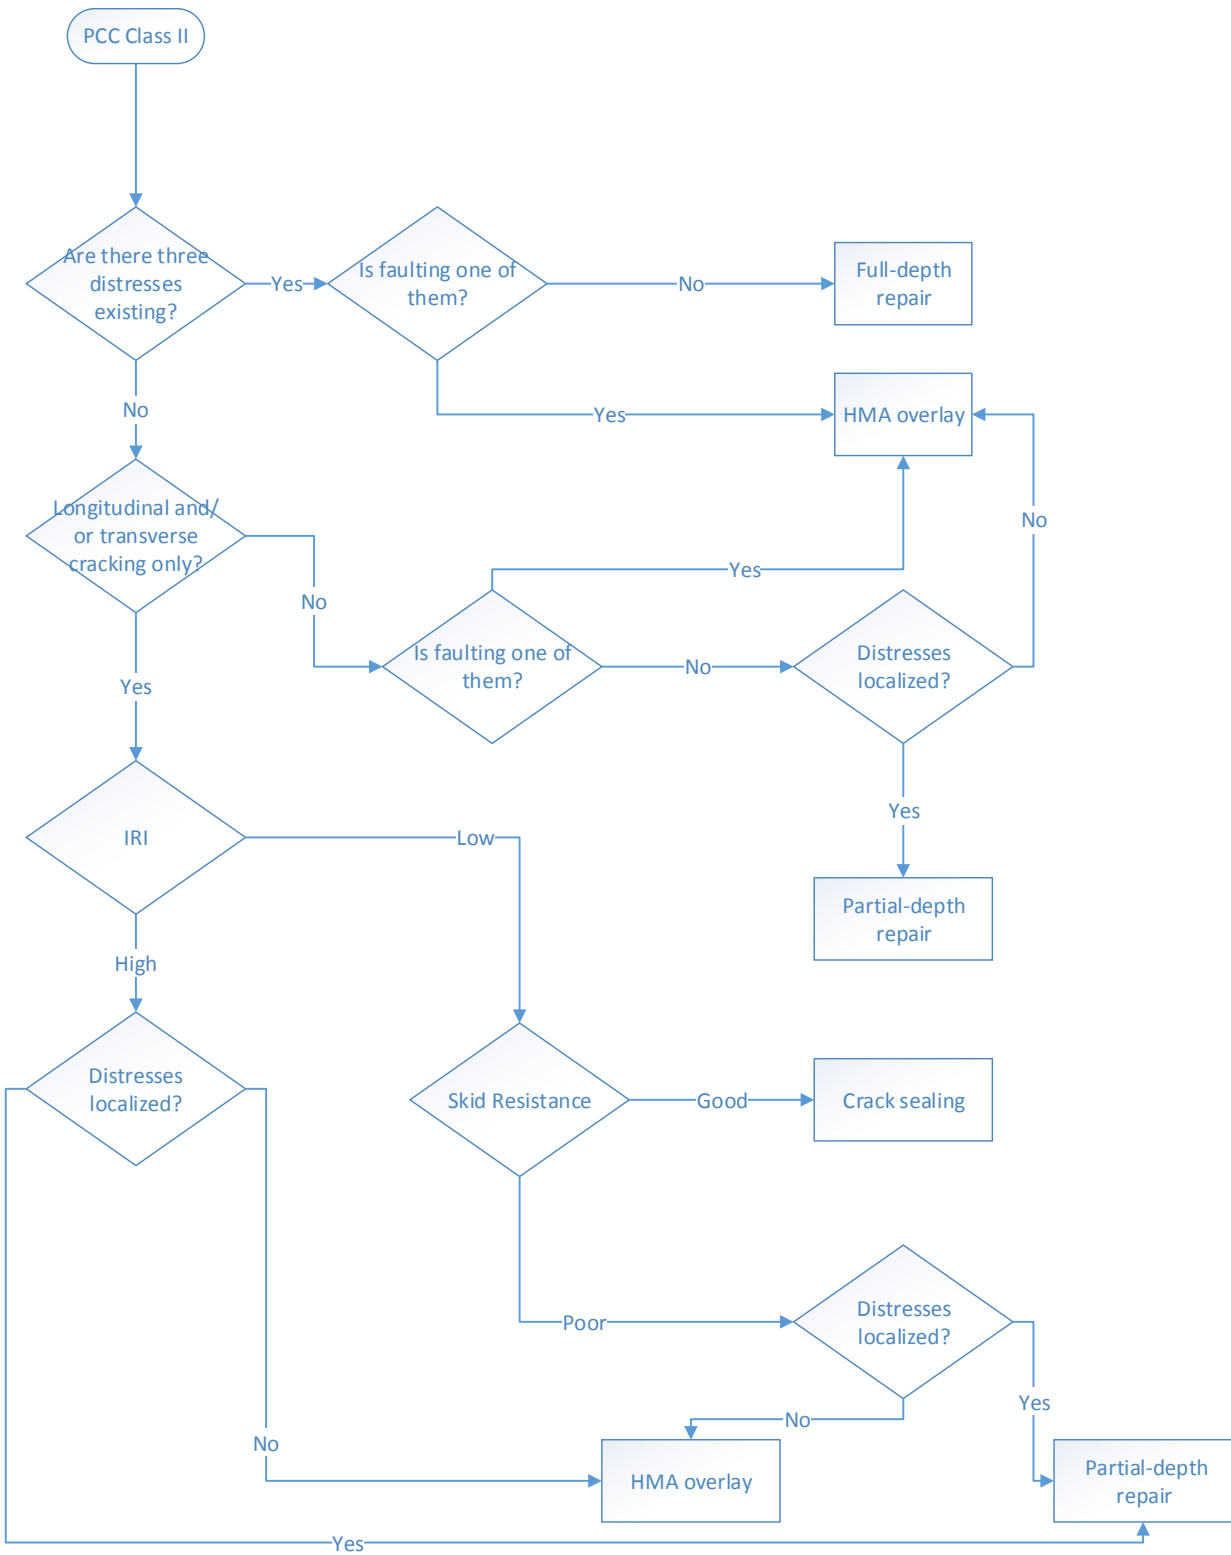 PCC Class II
Are there three
distresses
existing?
Yes
Is faulting one of
them?
No
Full-depth
repair
No
Yes
HMA overlay
Longitudinal and/
or transverse
cracking only?
No
Yes
No
Is faulting one of
them?
No
Distresses
localized?
Yes
Yes
IRI
Low
Partial-depth
repair
High
Distresses
localized?
Skid Resistance
Good
Crack sealing
Poor
Distresses
localized?
Yes
No
No
HMA overlay
Partial-depth
repair
Yes